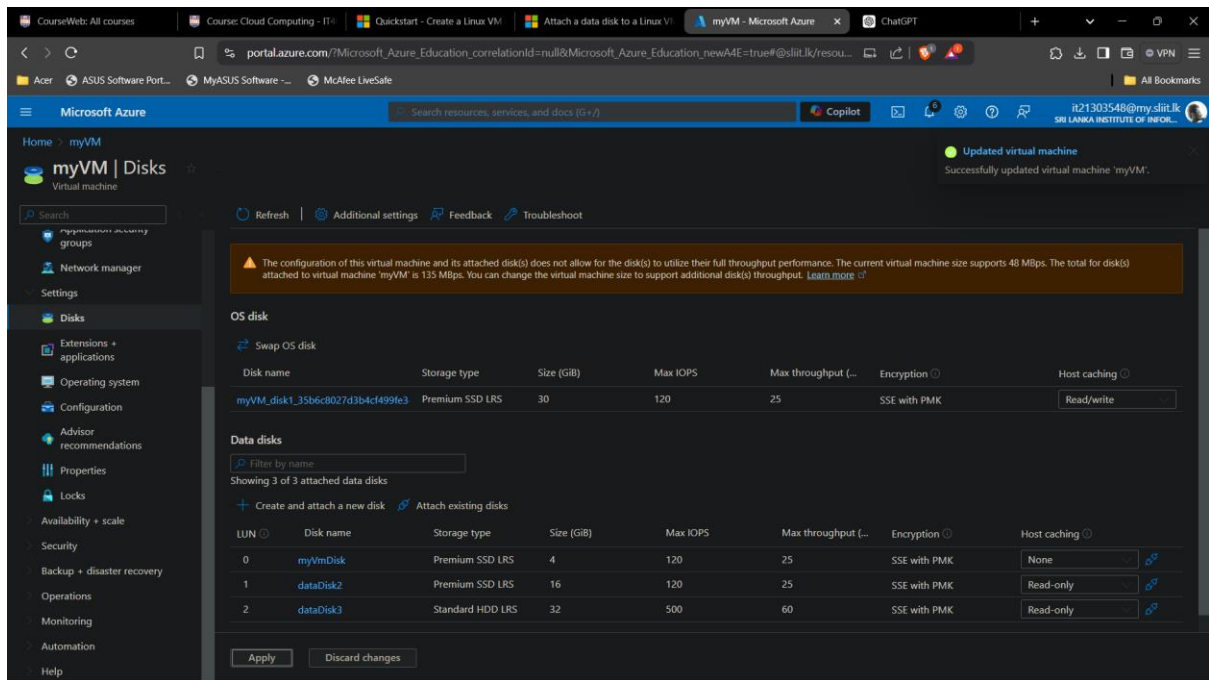 CourseWeb: All courses
Course: Cloud Computing - IT4
Quickstart - Create a Linux VM
Attach a data disk to a Linux VM
myVM - Microsoft Azure
ChatGPT
portal.azure.com/?Microsoft_Azure_Education_correlationId=null&Microsoft_Azure_Education_newA4E=true#@sliit.lk/resou...
VPN
Acer
ASUS Software Port...
MyASUS Software -...
McAfee LiveSafe
All Bookmarks
Microsoft Azure
Search resources, services, and docs (G+/)
Copilot
6
it21303548@my.sliit.lk
SRI LANKA INSTITUTE OF INFOR...
Home > myVM
myVM | Disks
Virtual machine
Updated virtual machine
Successfully updated virtual machine 'myVM'.
Search
Refresh
Additional settings
Feedback
Troubleshoot
Application security
groups
Network manager
Settings
Disks
Extensions +
applications
Operating system
Configuration
Advisor
recommendations
Properties
Locks
Availability + scale
Security
Backup + disaster recovery
Operations
Monitoring
Automation
Help
The configuration of this virtual machine and its attached disk(s) does not allow for the disk(s) to utilize their full throughput performance. The current virtual machine size supports 48 MBps. The total for disk(s)
attached to virtual machine 'myVM' is 135 MBps. You can change the virtual machine size to support additional disk(s) throughput. Learn more
OS disk
Swap OS disk
Disk name Storage type Size (GiB) Max IOPS Max throughput (... Encryption Host caching
myVM_disk1_35b6c8027d3b4cf499fe3 Premium SSD LRS 30 120 25 SSE with PMK Read/write
Data disks
Filter by name
Showing 3 of 3 attached data disks
Create and attach a new disk
Attach existing disks
LUN Disk name Storage type Size (GiB) Max IOPS Max throughput (... Encryption Host caching
0 myVmDisk Premium SSD LRS 4 120 25 SSE with PMK None
1 dataDisk2 Premium SSD LRS 16 120 25 SSE with PMK Read-only
2 dataDisk3 Standard HDD LRS 32 500 60 SSE with PMK Read-only
Apply
Discard changes